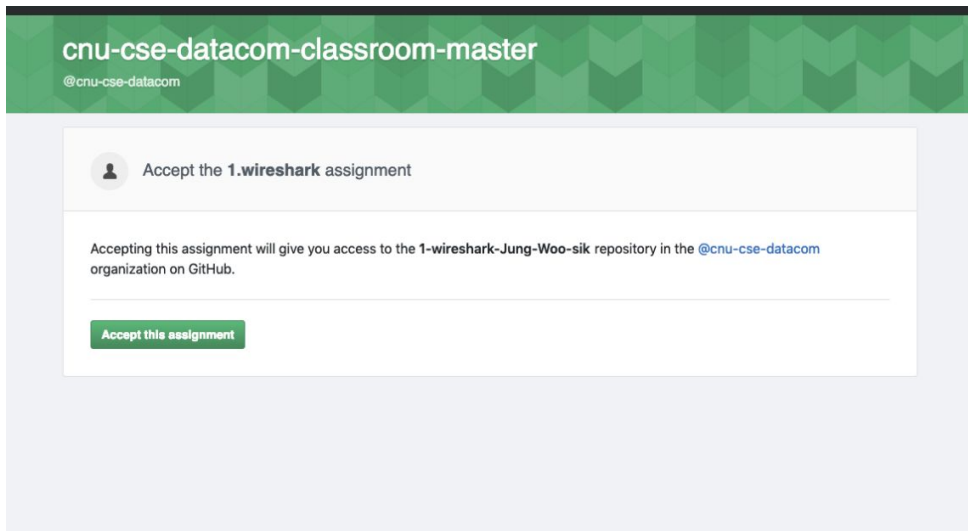 cnu-cse-datacom-classroom-master
@cnu-cse-datacom
Accept the 1.wireshark assignment
Accepting this assignment will give you access to the 1-wireshark-Jung-Woo-sik repository in the @cnu-cse-datacom
organization on GitHub.
Accept this assignment